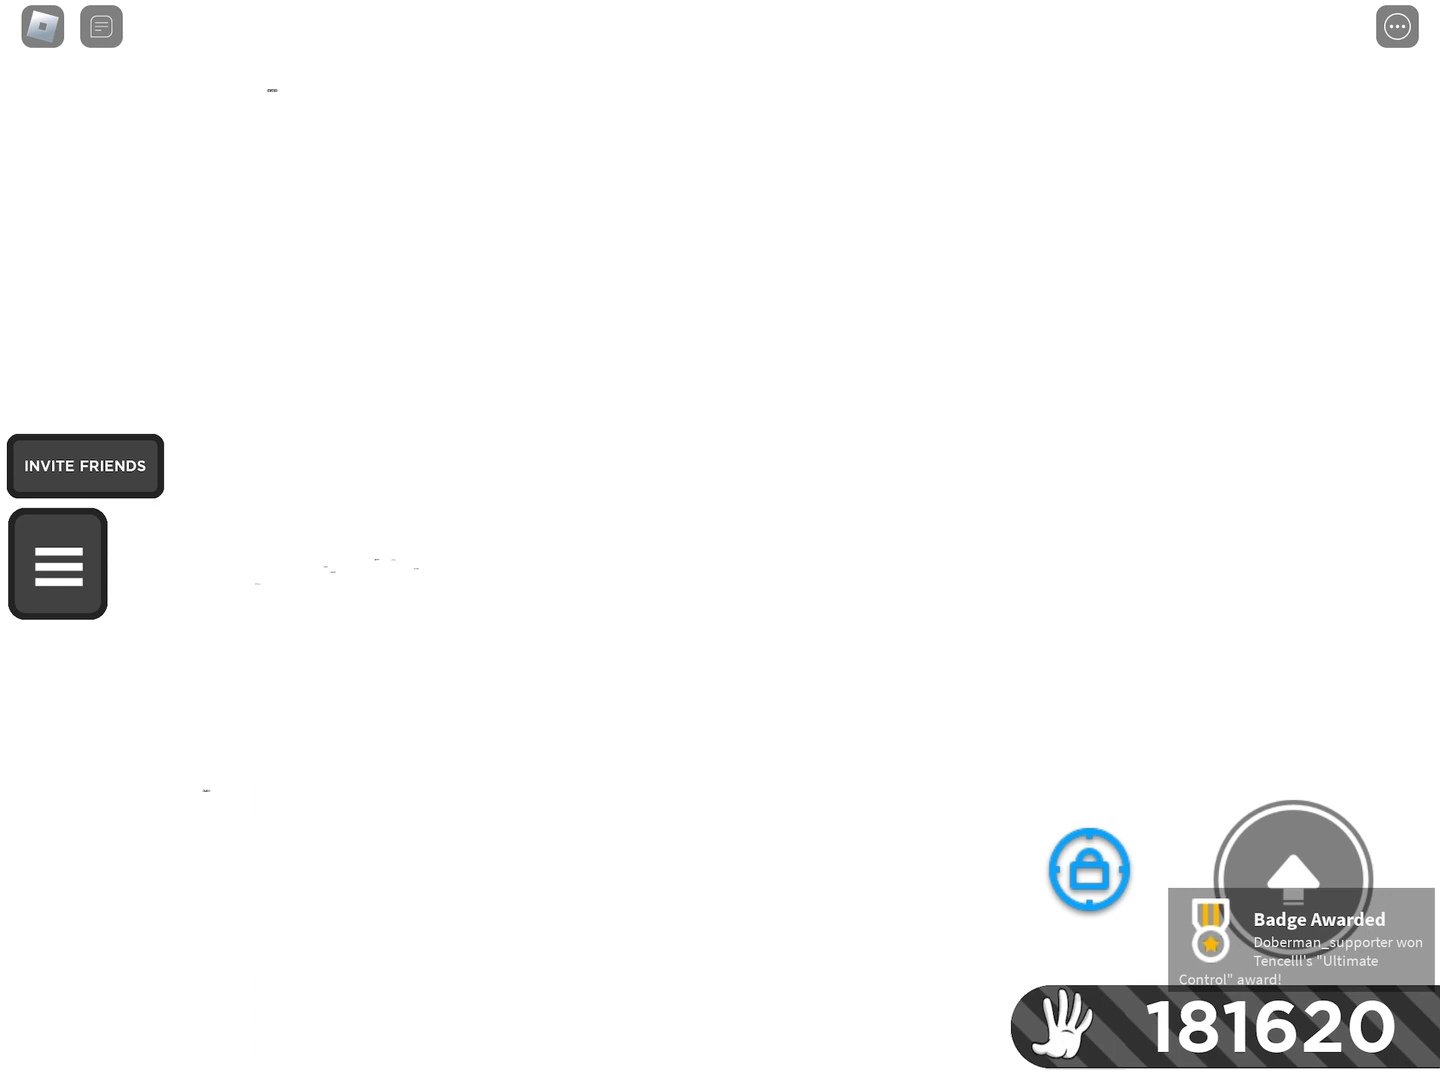 INVITE FRIENDS
Badge Awarded
Doberman_supporter won
Tencelll's "Ultimate
Control" award!
181620